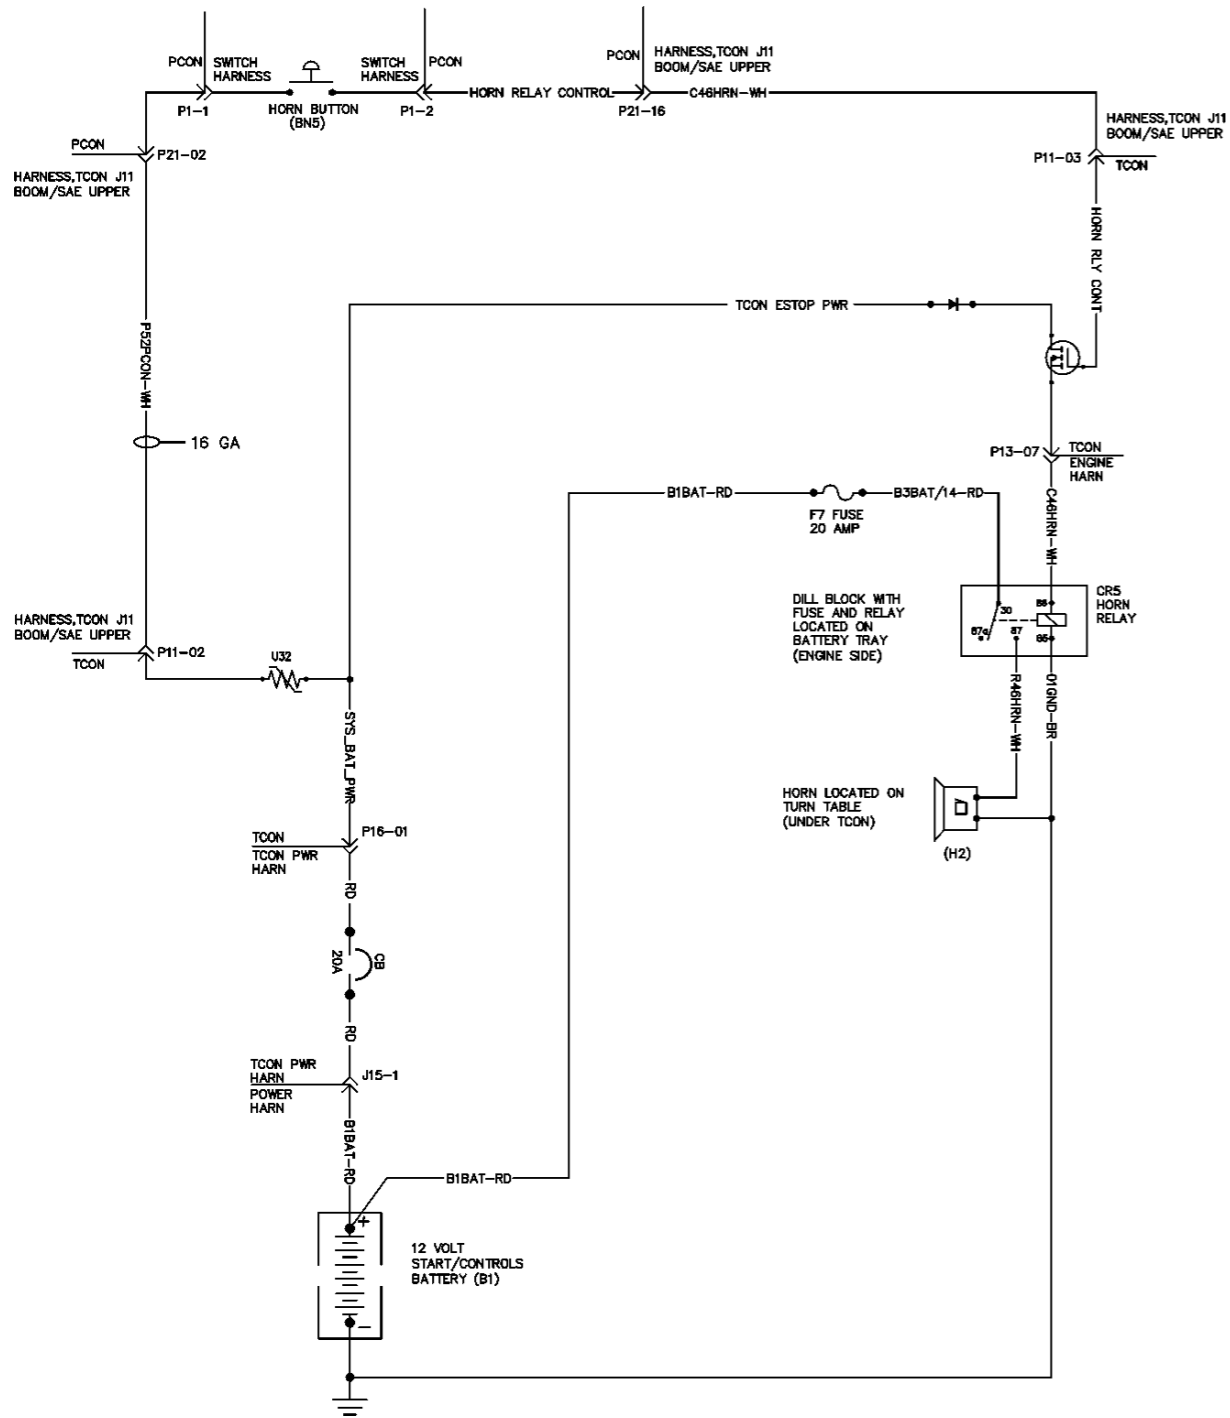 PCON
SWITCH
HARNESS
SWITCH
HARNESS
PCON
PCON
HARNESS,TCON J11
BOOM/SAE UPPER
P1-1
HORN BUTTON
(BN5)
P1-2
HORN RELAY CONTROL
P21-16
C46HRN-WH
HARNESS,TCON J11
BOOM/SAE UPPER
PCON
P21-02
P11-03
TCON
HARNESS,TCON J11
BOOM/SAE UPPER
HORN RLY CONT
TCON ESTOP PWR
P52PCON-WH
16 GA
P13-07
TCON
ENGINE
HARN
B1BAT-RD
F7 FUSE
20 AMP
B3BAT/14-RD
C46HRN-WH
CR5
HORN
RELAY
DILL BLOCK WITH
FUSE AND RELAY
LOCATED ON
BATTERY TRAY
(ENGINE SIDE)
30
86
87a
87
85
HARNESS,TCON J11
BOOM/SAE UPPER
TCON
P11-02
U32
R46HRN-WH
01GND-BR
SYS_BAT_PWR
HORN LOCATED ON
TURN TABLE
(UNDER TCON)
(H2)
TCON
P16-01
TCON PWR
HARN
RD
CB
20A
RD
TCON PWR
HARN
J15-1
POWER
HARN
B1BAT-RD
B1BAT-RD
+
12 VOLT
START/CONTROLS
BATTERY (B1)
-